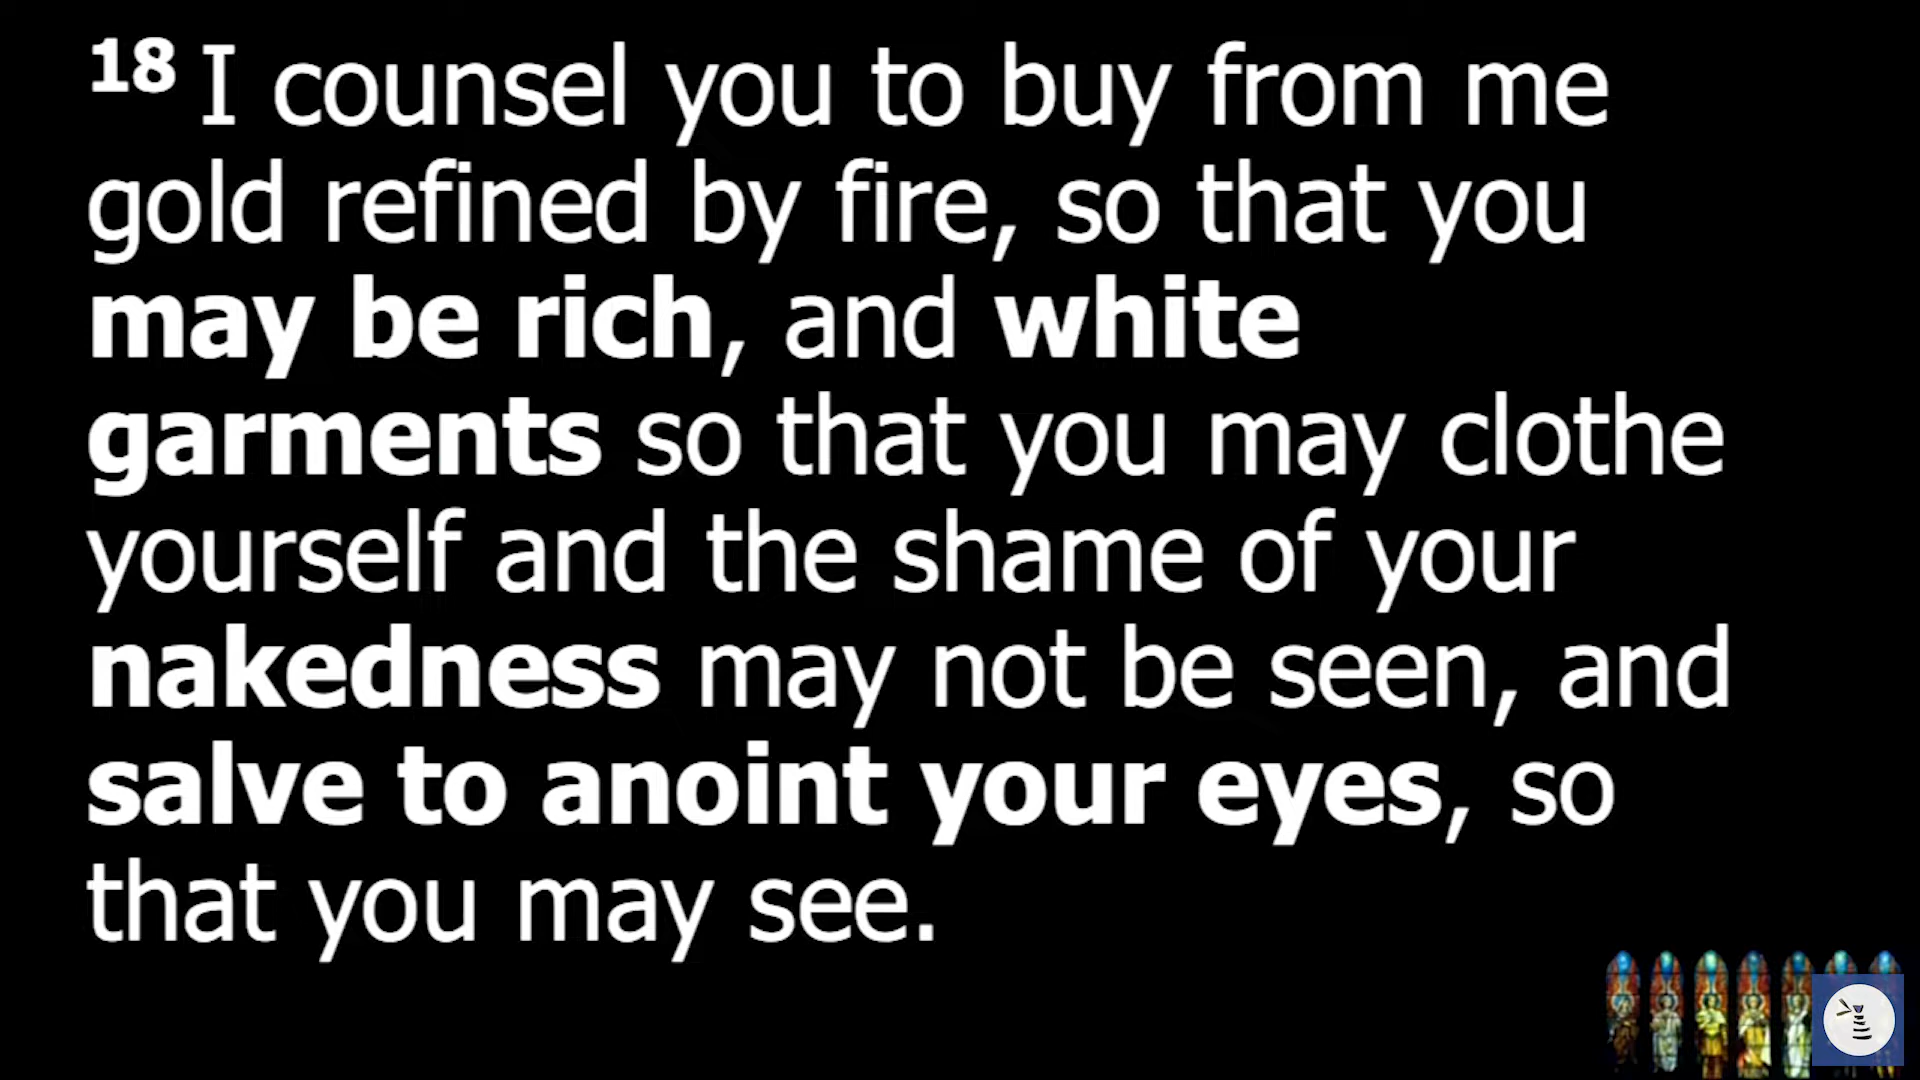 18 I counsel you to buy from me
gold refined by fire, so that you
may be rich, and white
garments so that you may clothe
yourself and the shame of your
nakedness may not be seen, and
salve to anoint your eyes, so
that you may see.